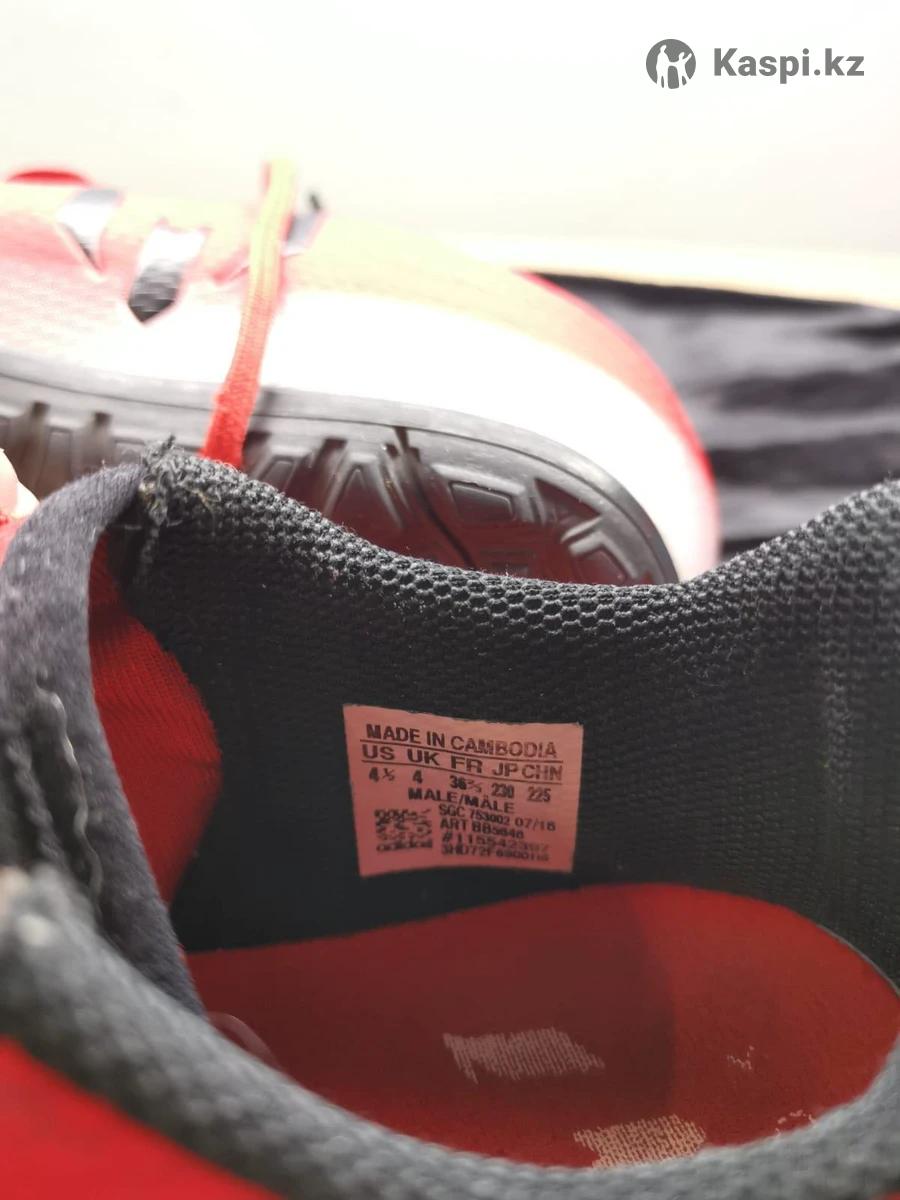 Kaspi.kz
MADE IN CAMBODIA
US UK FR JP CHN
4½ 4 36⅔ 230 225
MALE/MÂLE
SGC 753002 07/16
ART BB5646
adidas